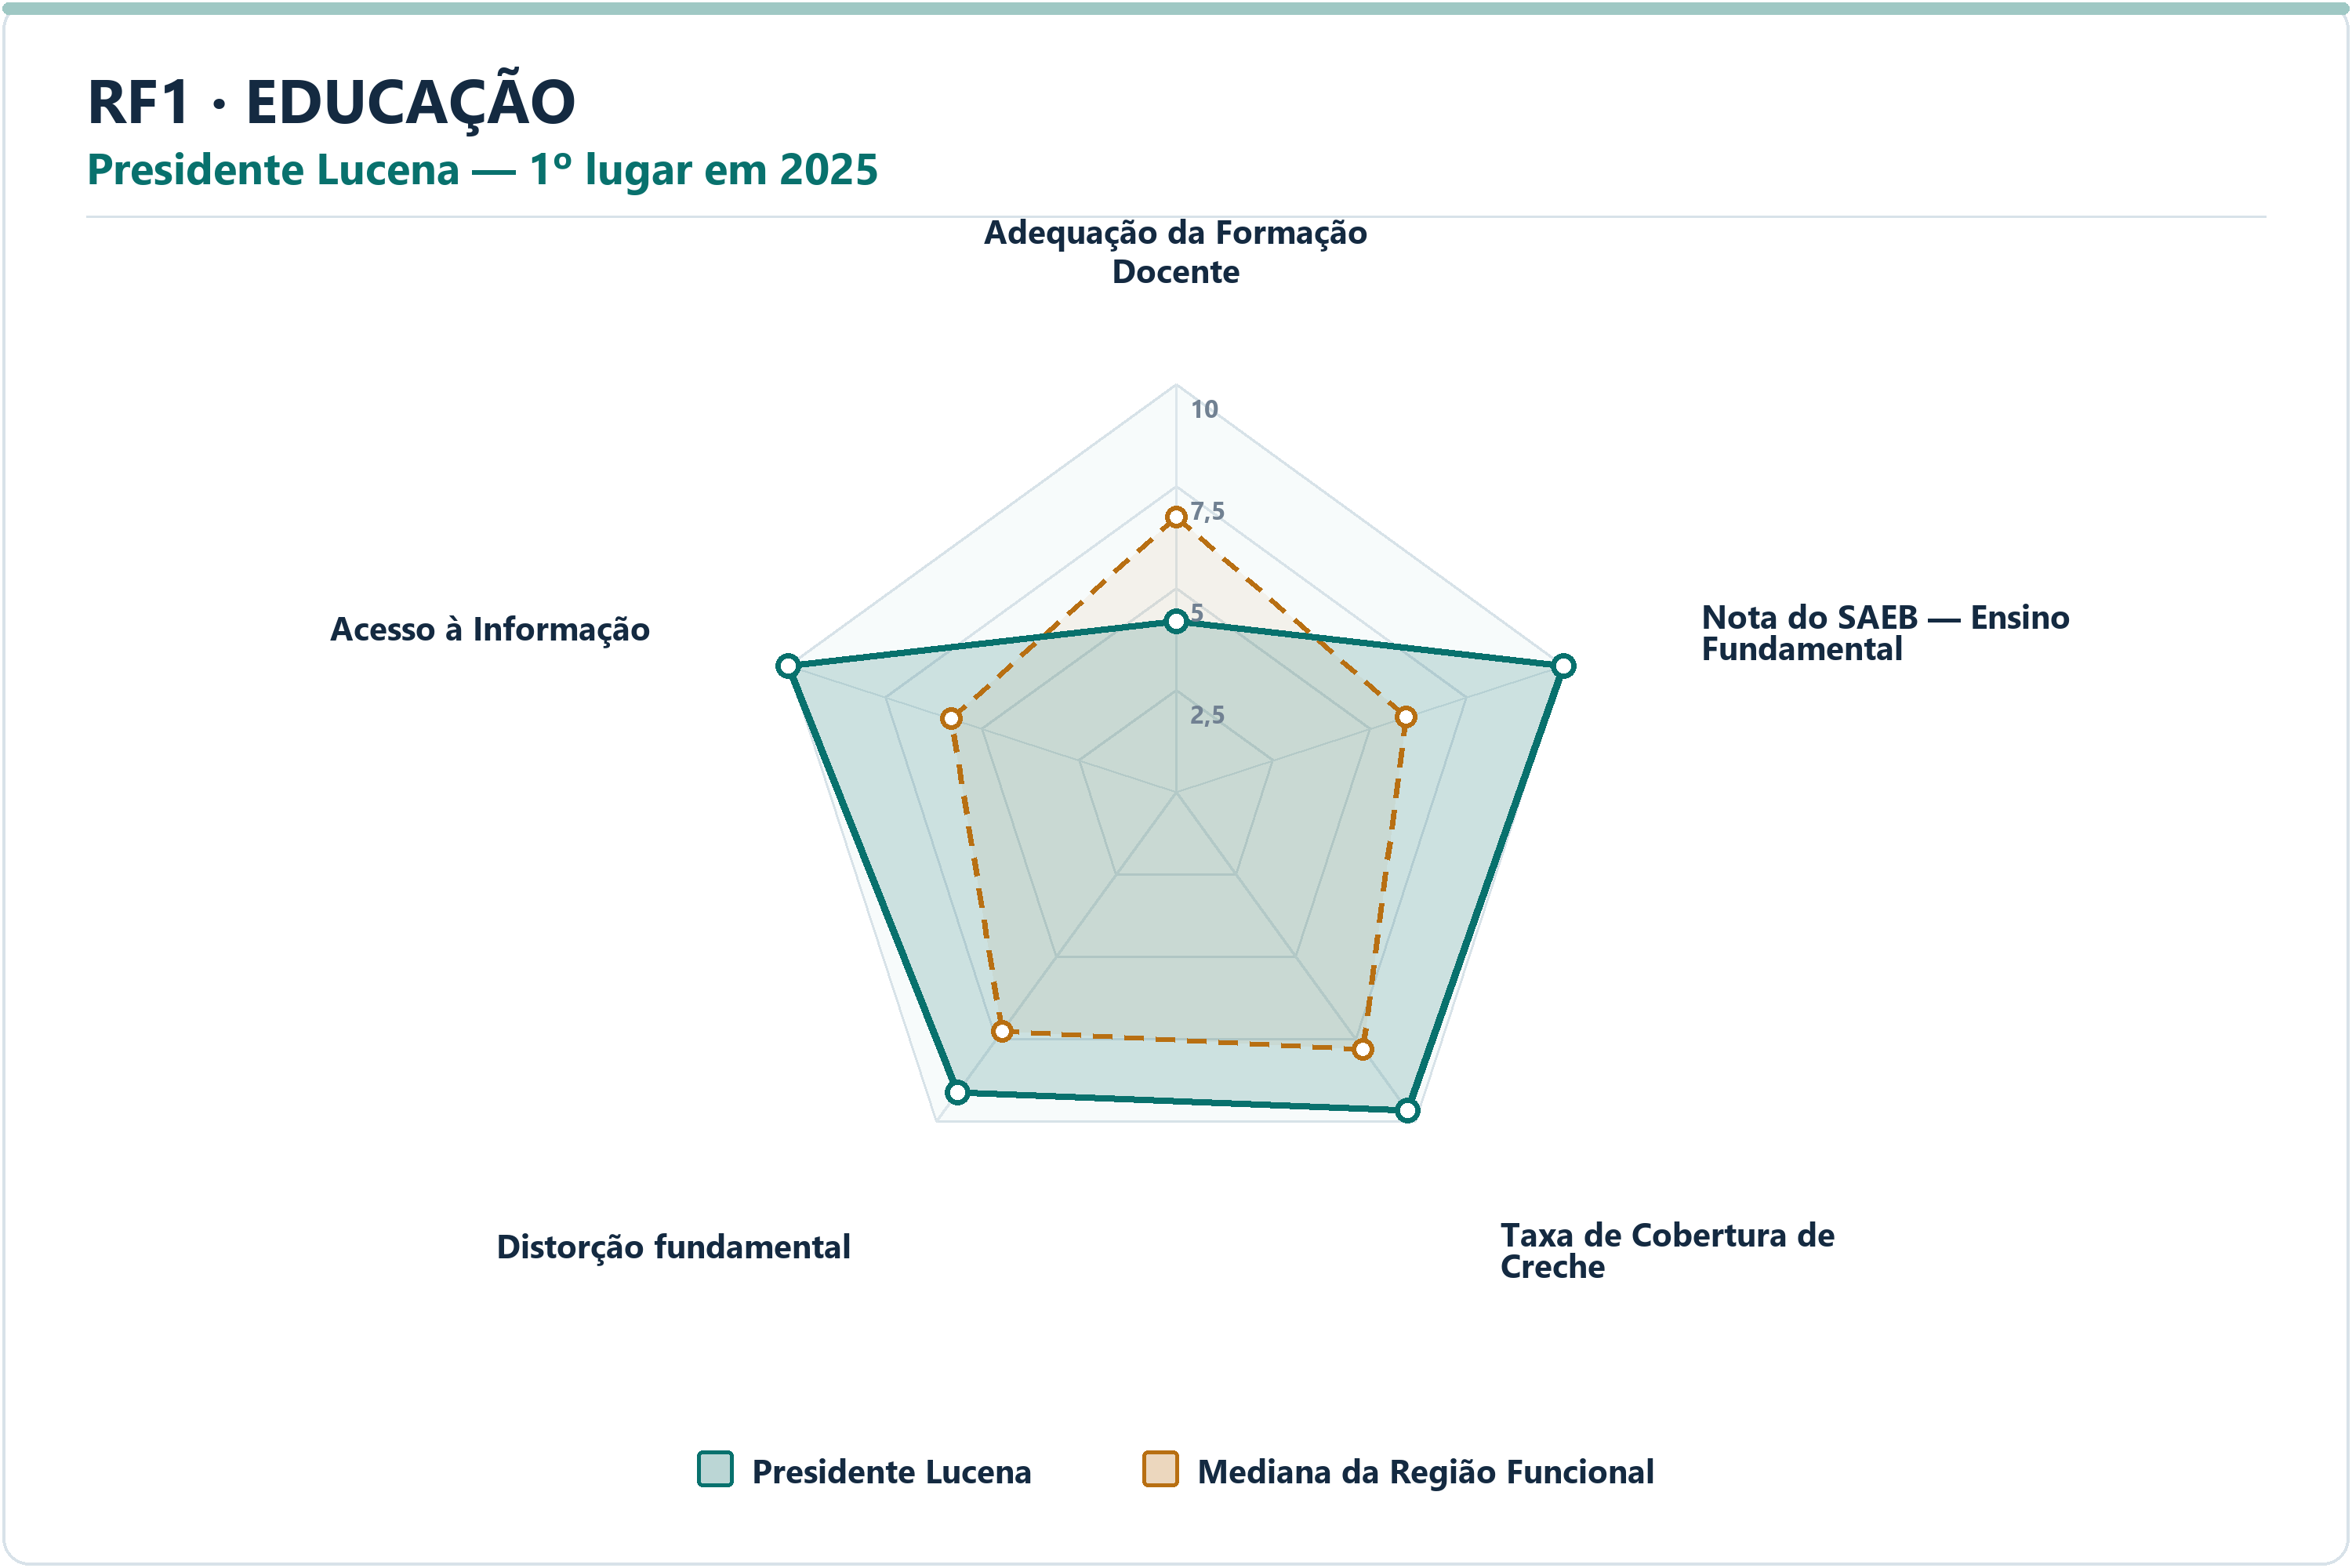 RF1 · EDUCAÇÃO
Presidente Lucena — 1º lugar em 2025
Adequação da Formação
Docente
10
7,5
5
2,5
Acesso à Informação
Nota do SAEB — Ensino
Fundamental
Distorção fundamental
Taxa de Cobertura de
Creche
Presidente Lucena
Mediana da Região Funcional